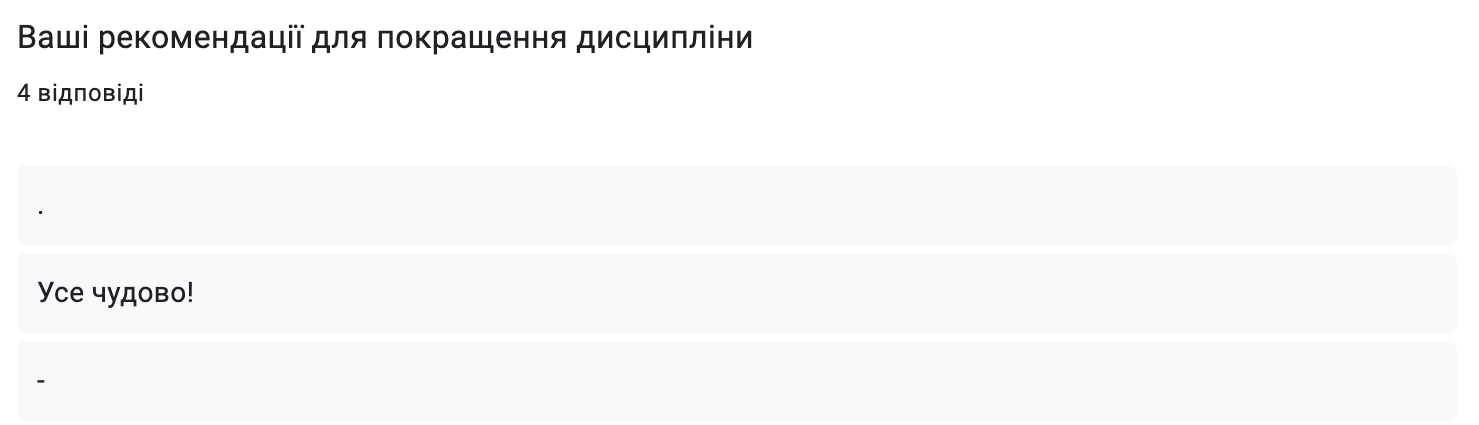 Ваші рекомендації для покращення дисципліни
4 відповіді
.
Усе чудово!
-